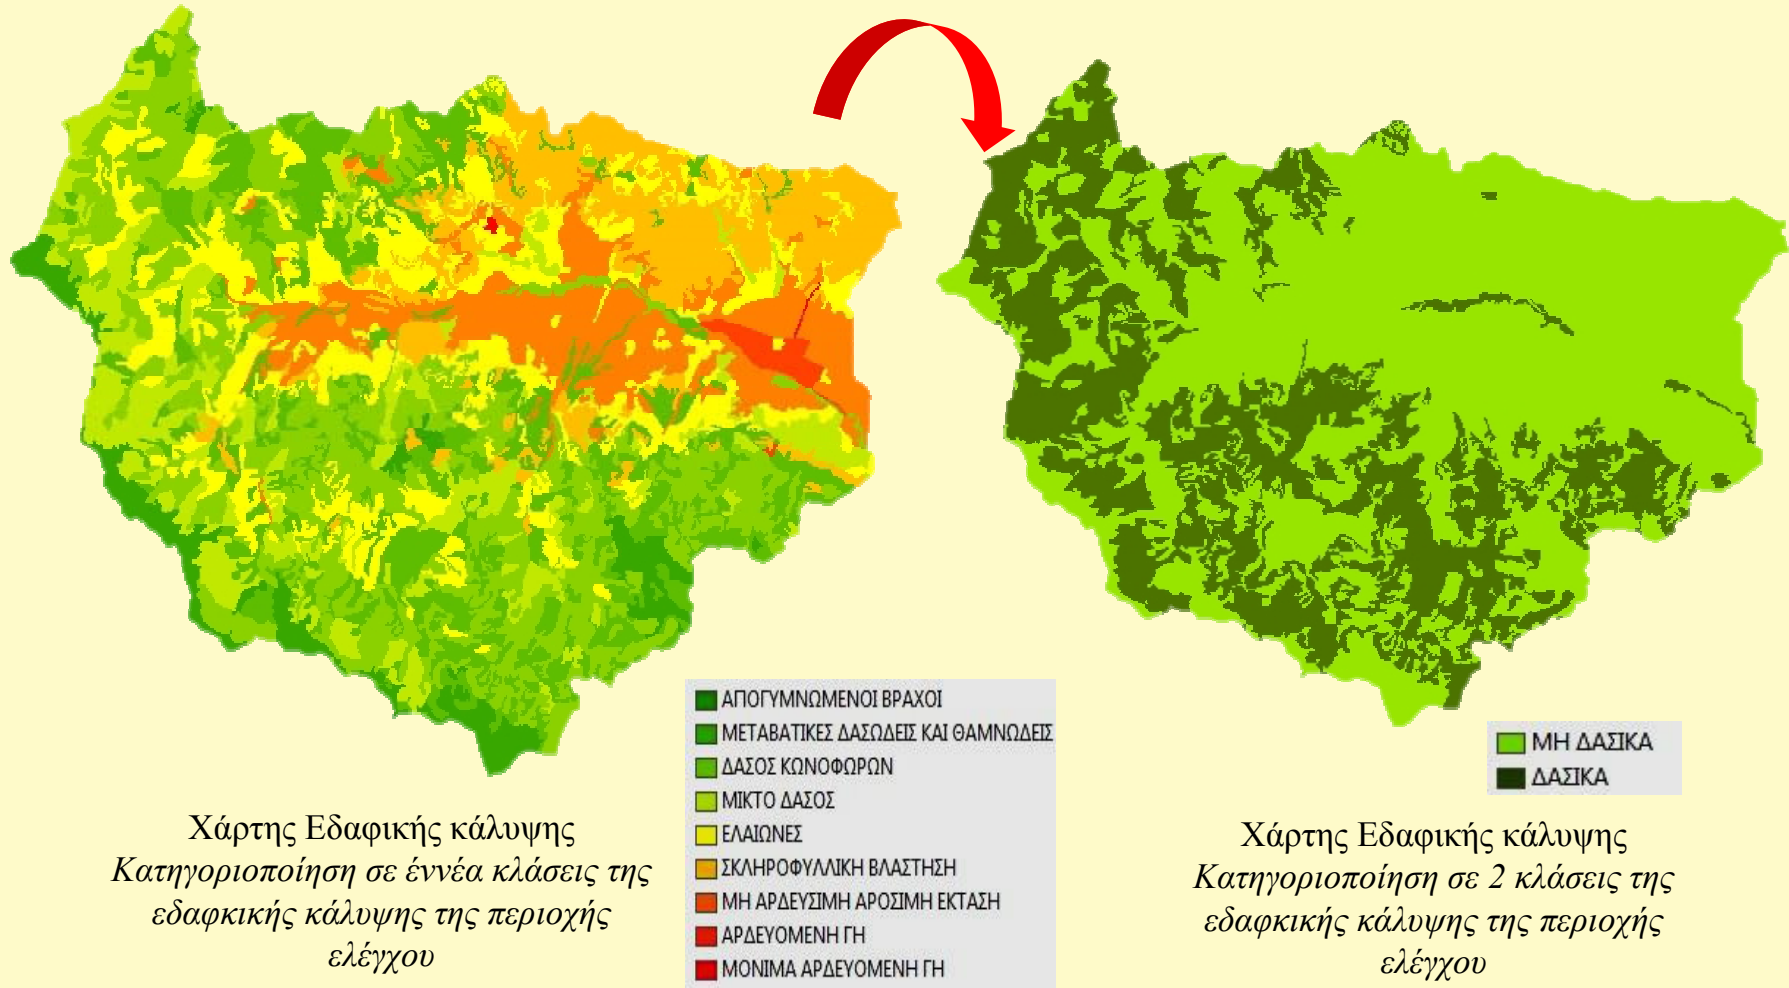 ΑΠΟΓΥΜΝΩΜΕΝΟΙ ΒΡΑΧΟΙ
ΜΕΤΑΒΑΤΙΚΕΣ ΔΑΣΩΔΕΙΣ ΚΑΙ ΘΑΜΝΩΔΕΙΣ
ΔΑΣΟΣ ΚΩΝΟΦΩΡΩΝ
ΜΙΚΤΟ ΔΑΣΟΣ
ΕΛΑΙΩΝΕΣ
ΣΚΛΗΡΟΦΥΛΛΙΚΗ ΒΛΑΣΤΗΣΗ
ΜΗ ΑΡΔΕΥΣΙΜΗ ΑΡΟΣΙΜΗ ΕΚΤΑΣΗ
ΑΡΔΕΥΟΜΕΝΗ ΓΗ
ΜΟΝΙΜΑ ΑΡΔΕΥΟΜΕΝΗ ΓΗ
Χάρτης Εδαφικής κάλυψης
Κατηγοριοποίηση σε έννέα κλάσεις της
εδαφκικής κάλυψης της περιοχής
ελέγχου
ΜΗ ΔΑΣΙΚΑ
ΔΑΣΙΚΑ
Χάρτης Εδαφικής κάλυψης
Κατηγοριοποίηση σε 2 κλάσεις της
εδαφκικής κάλυψης της περιοχής
ελέγχου